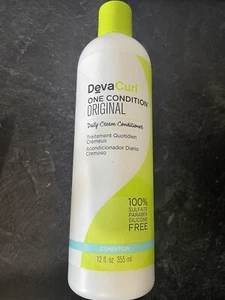 DevaCurl
ONE CONDITION
ORIGINAL
Daily Cream Conditioner
Traitement Quotidien
Crémeux
Acondicionador Diario
Cremoso
100%
SULFATE
PARABEN
SILICONE
FREE
12 fl oz 355 ml